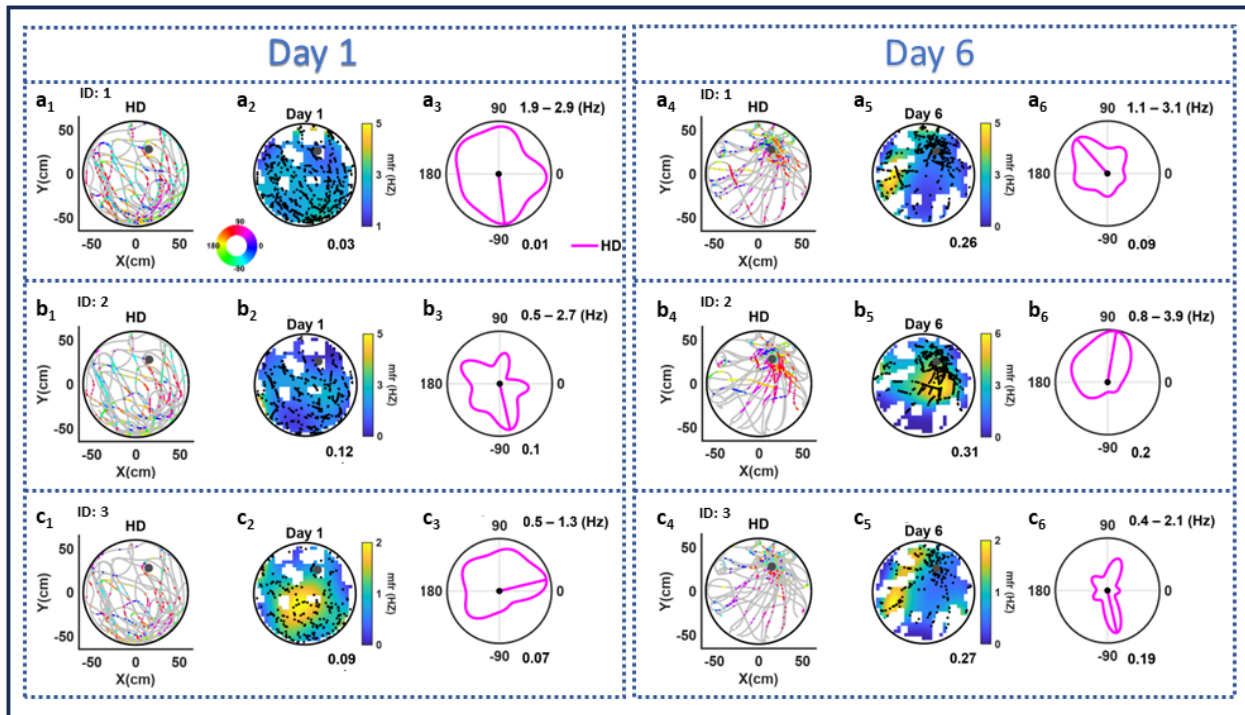 Day 1
Day 6
a1 ID: 1 HD
50
0
-50
Y(cm)
-50 0 50
X(cm)
90
180 0
-90
a2 Day 1
5
3
1
mfr (HZ)
0.03
a3 90 1.9 – 2.9 (Hz)
180 0
-90 0.01 HD
a4 ID: 1 HD
50
0
-50
Y(cm)
-50 0 50
X(cm)
a5 Day 6
5
3
0
mfr (HZ)
0.26
a6 90 1.1 – 3.1 (Hz)
180 0
-90 0.09
b1 ID: 2 HD
50
0
-50
Y(cm)
-50 0 50
X(cm)
b2 Day 1
5
3
0
mfr (HZ)
0.12
b3 90 0.5 – 2.7 (Hz)
180 0
-90 0.1
b4 ID: 2 HD
50
0
-50
Y(cm)
-50 0 50
X(cm)
b5 Day 6
6
3
0
mfr (HZ)
0.31
b6 90 0.8 – 3.9 (Hz)
180 0
-90 0.2
c1 ID: 3 HD
50
0
-50
Y(cm)
-50 0 50
X(cm)
c2 Day 1
2
1
0
mfr (HZ)
0.09
c3 90 0.5 – 1.3 (Hz)
180 0
-90 0.07
c4 ID: 3 HD
50
0
-50
Y(cm)
-50 0 50
X(cm)
c5 Day 6
2
1
0
mfr (HZ)
0.27
c6 90 0.4 – 2.1 (Hz)
180 0
-90 0.19